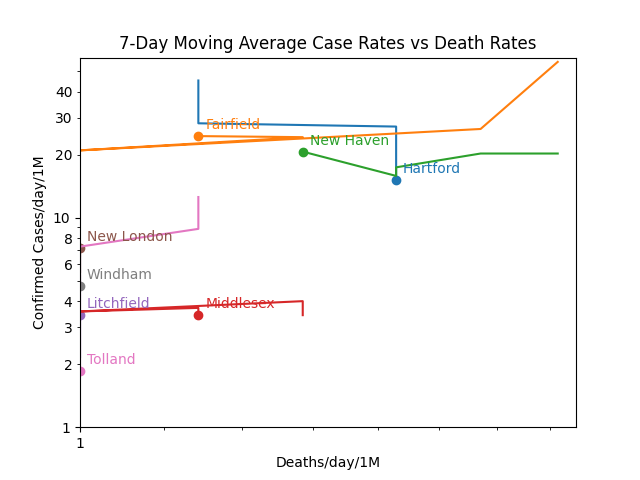 7-Day Moving Average Case Rates vs Death Rates
40
30
20
10
8
6
4
3
2
1
1
Confirmed Cases/day/1M
Deaths/day/1M
Fairfield
New Haven
Hartford
New London
Windham
Litchfield
Middlesex
Tolland